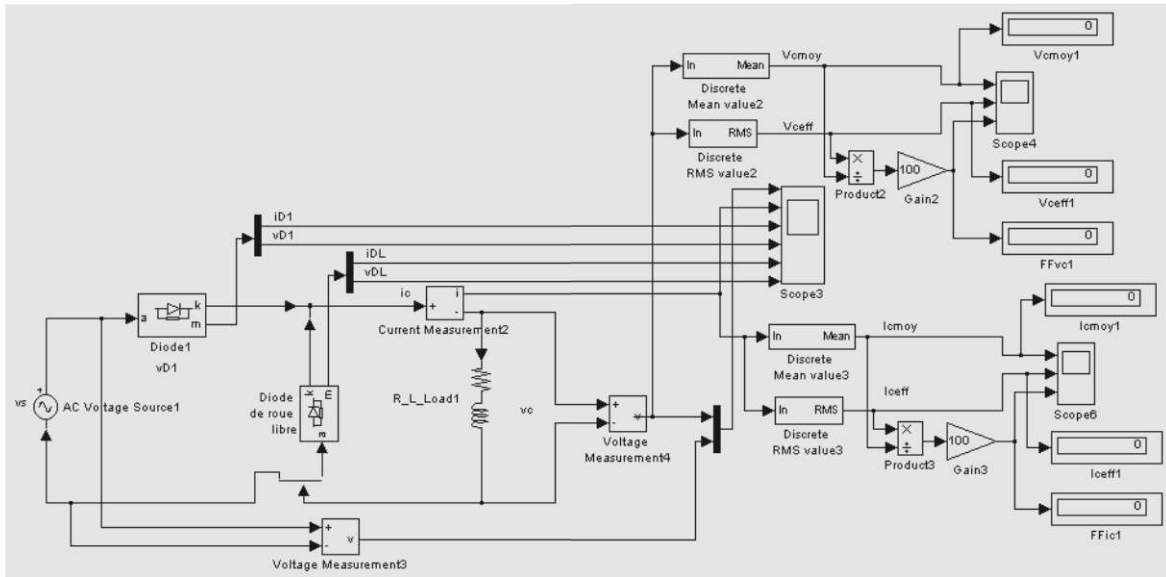 0
Vcmoy
Vcmoy1
In Mean
Discrete
Mean value2
Vceff
In RMS
Discrete
RMS value2
×
÷
Product2
100
Gain2
Scope4
0
Vceff1
0
FFvc1
iD1
vD1
iDL
vDL
Scope3
ic
+ i
-
Current Measurement2
a k
m
Diode1
vD1
vs
+
AC Voltage Source1
k m
a
Diode
de roue
libre
R_L_Load1
vc
+ v
-
Voltage
Measurement4
+ v
-
Voltage Measurement3
Icmoy
0
Icmoy1
In Mean
Discrete
Mean value3
Iceff
In RMS
Discrete
RMS value3
×
÷
Product3
100
Gain3
Scope6
0
Iceff1
0
FFic1